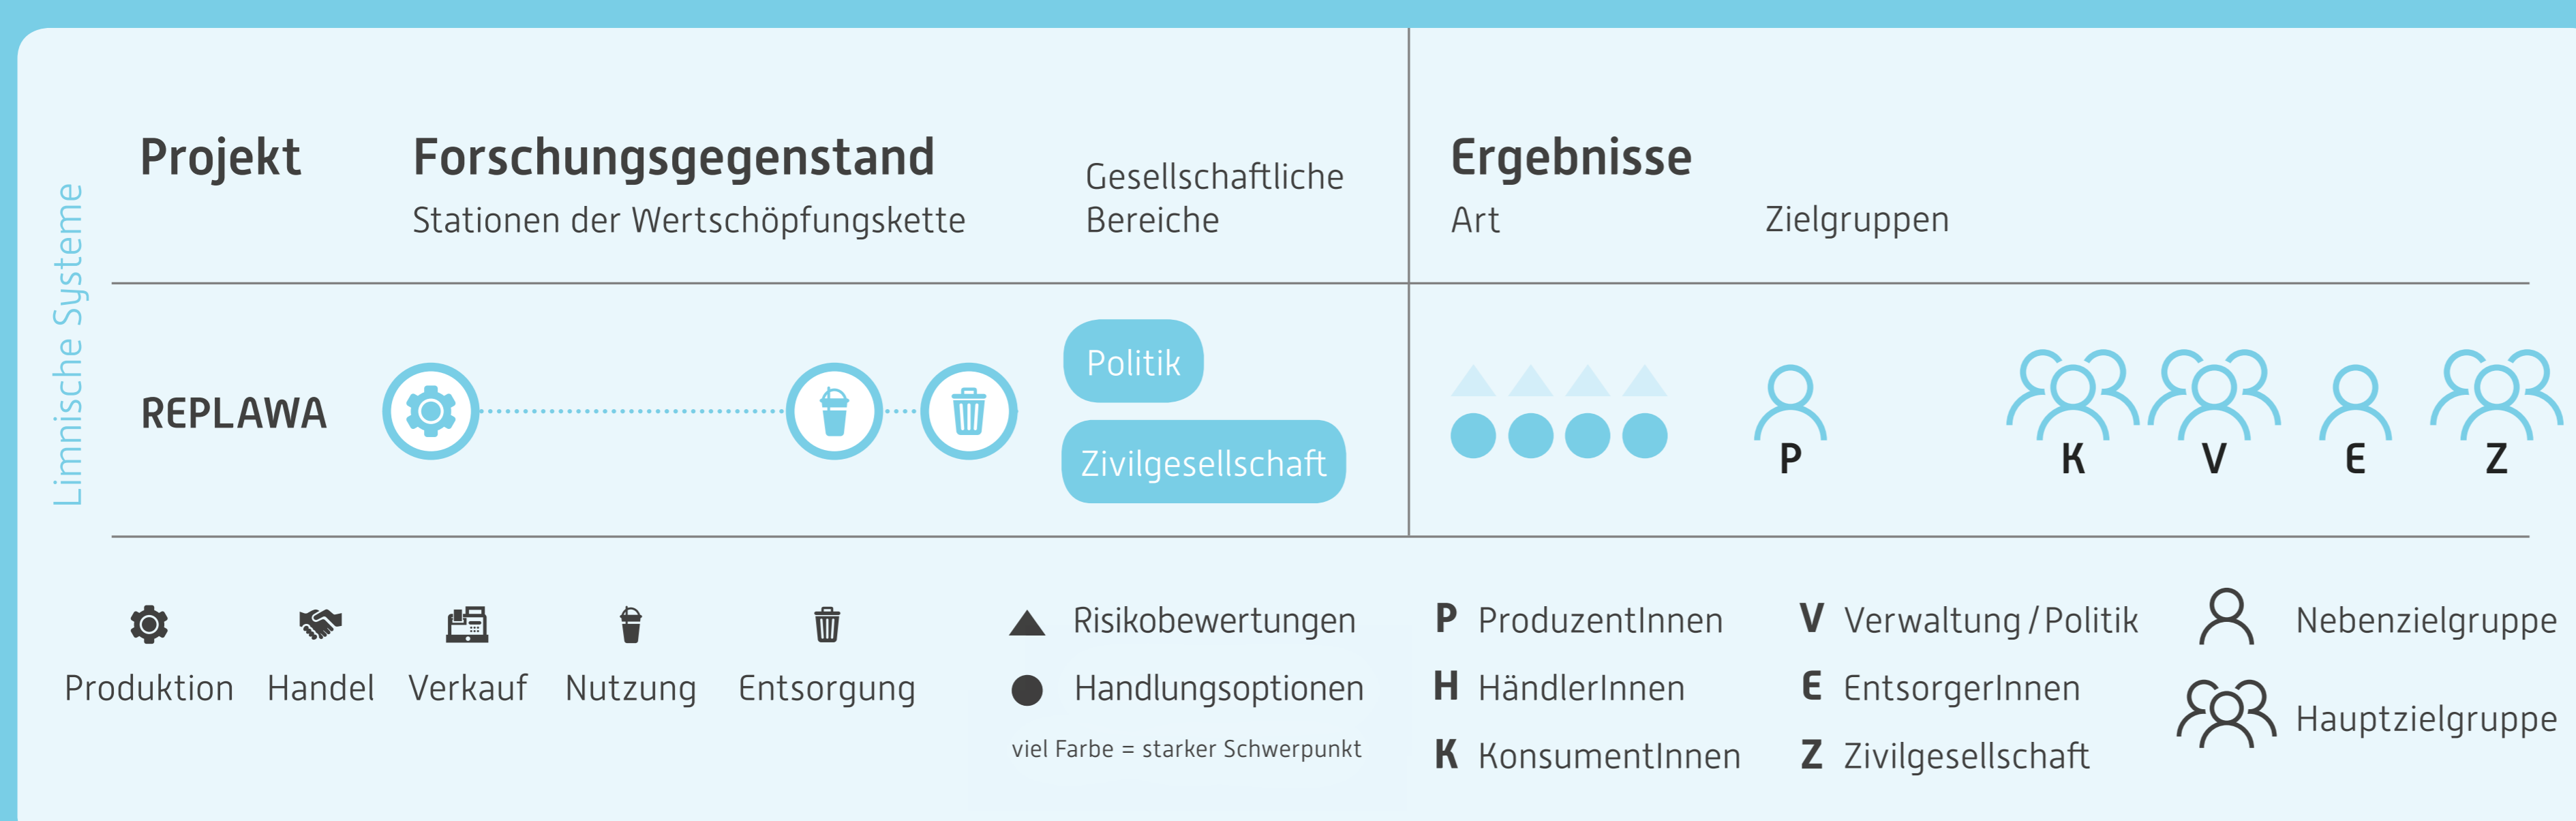 Limnische Systeme
Projekt
Forschungsgegenstand
Stationen der Wertschöpfungskette
Gesellschaftliche
Bereiche
Ergebnisse
Art
Zielgruppen
REPLAWA
Politik
Zivilgesellschaft
P
K
V
E
Z
Produktion
Handel
Verkauf
Nutzung
Entsorgung
Risikobewertungen
Handlungsoptionen
viel Farbe = starker Schwerpunkt
P ProduzentInnen
H HändlerInnen
K KonsumentInnen
V Verwaltung / Politik
E EntsorgerInnen
Z Zivilgesellschaft
Nebenzielgruppe
Hauptzielgruppe